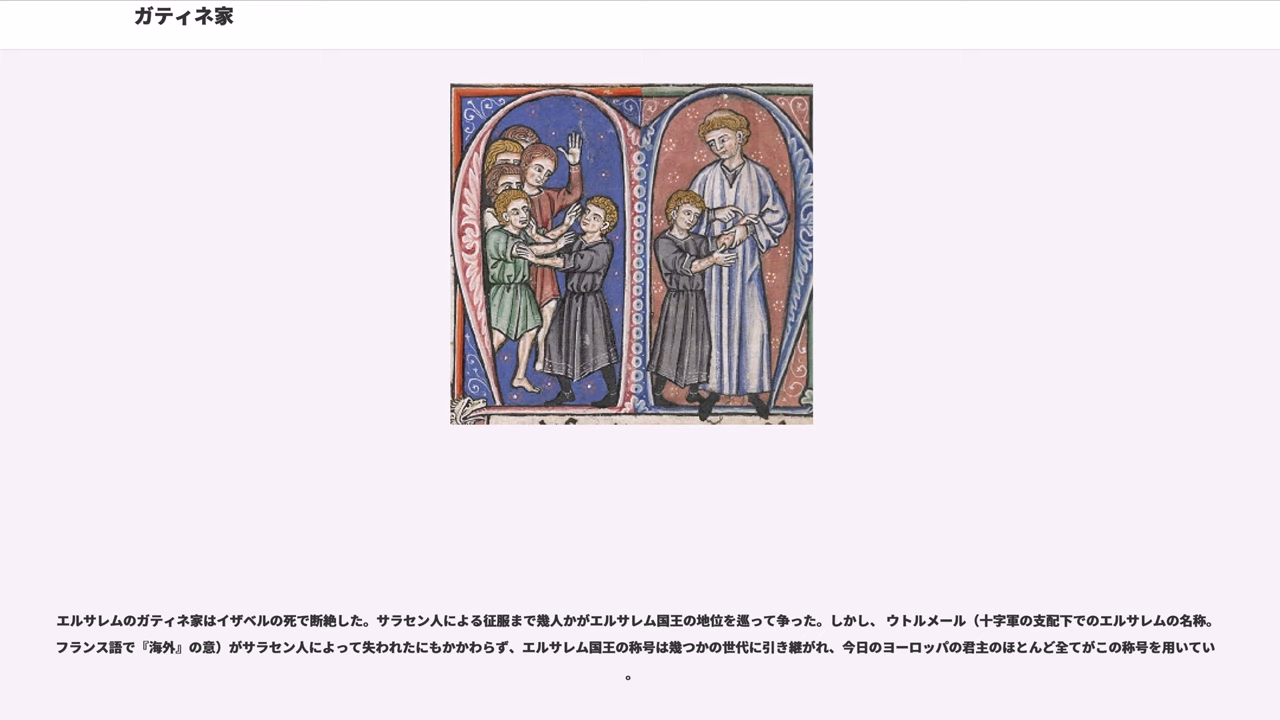 ガティネ家
エルサレムのガティネ家はイザベルの死で断絶した。サラセン人による征服まで幾人かがエルサレム国王の地位を巡って争った。しかし、 ウトルメール（十字軍の支配下でのエルサレムの名称。
フランス語で『海外』の意）がサラセン人によって失われたにもかかわらず、エルサレム国王の称号は幾つかの世代に引き継がれ、今日のヨーロッパの君主のほとんど全てがこの称号を用いてい
。